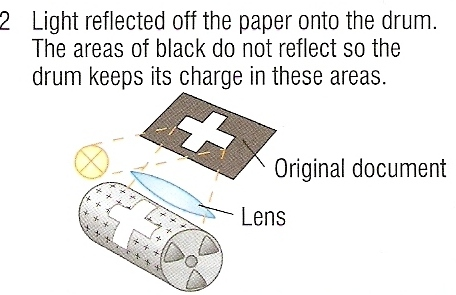 2 Light reflected off the paper onto the drum.
The areas of black do not reflect so the
drum keeps its charge in these areas.
Original document
Lens